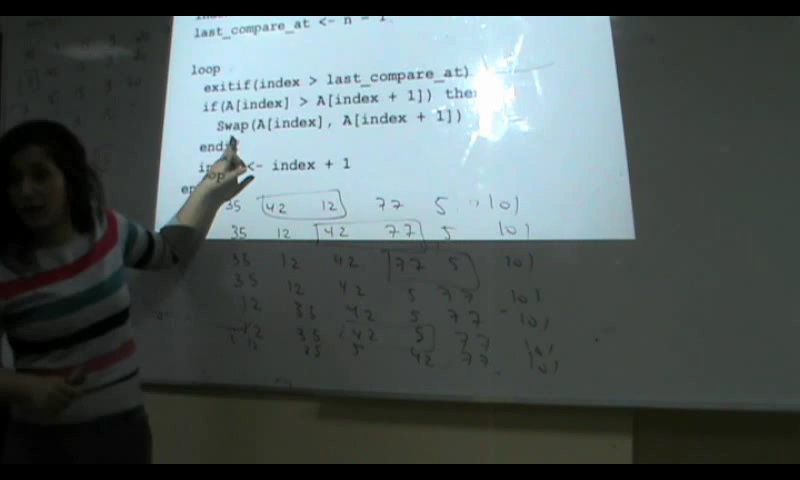 last_compare_at <- n - 1
loop
exitif(index > last_compare_at)
if(A[index] > A[index + 1]) the
Swap(A[index], A[index + 1])
<- index + 1
35 42 12 77 5 101
35 12 42 77 5 101
35 12 42 77 5 101
35 12 42 5 77 101
12 35 42 5 77 101
12 35 42 5 77 101
12 35 5 42 77 101